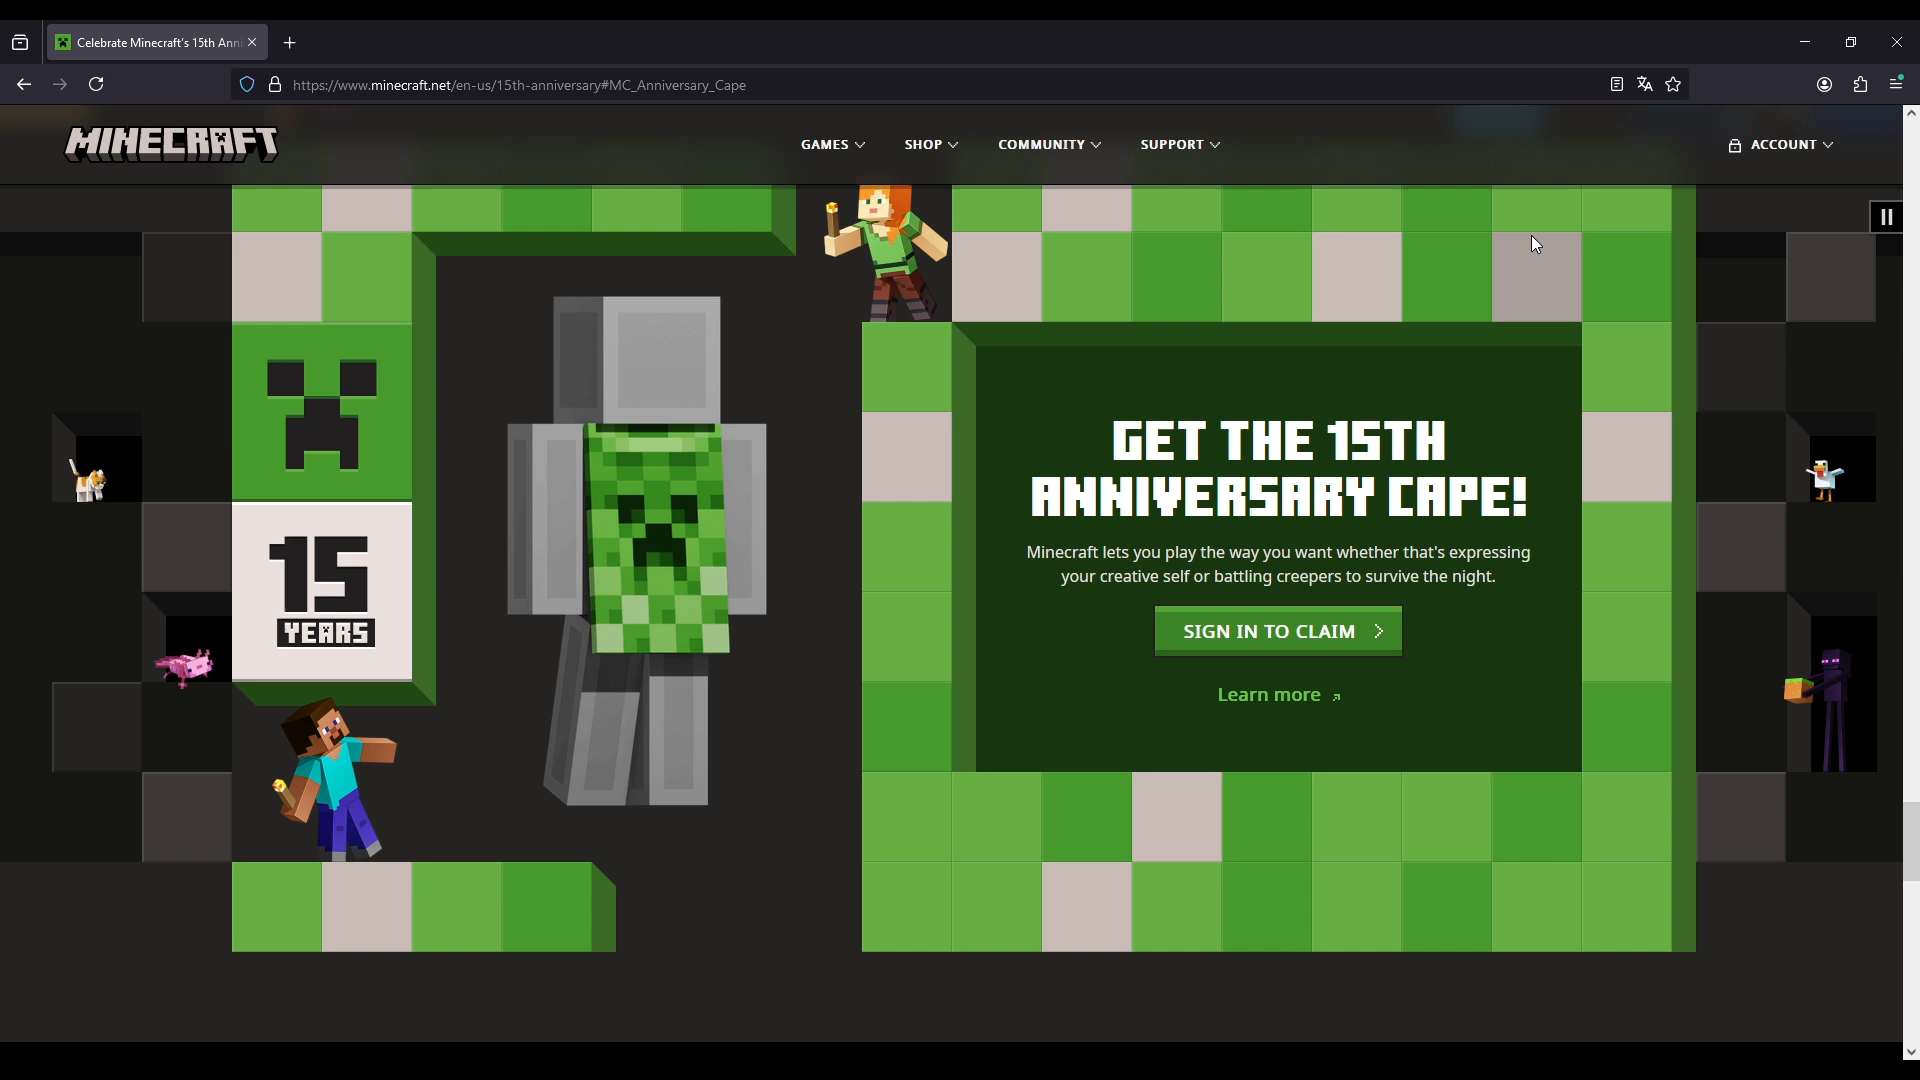 Celebrate Minecraft's 15th Anni
https://www.minecraft.net/en-us/15th-anniversary#MC_Anniversary_Cape
MINECRAFT
GAMES
SHOP
COMMUNITY
SUPPORT
ACCOUNT
15
YEARS
GET THE 15TH
ANNIVERSARY CAPE!
Minecraft lets you play the way you want whether that's expressing
your creative self or battling creepers to survive the night.
SIGN IN TO CLAIM
Learn more